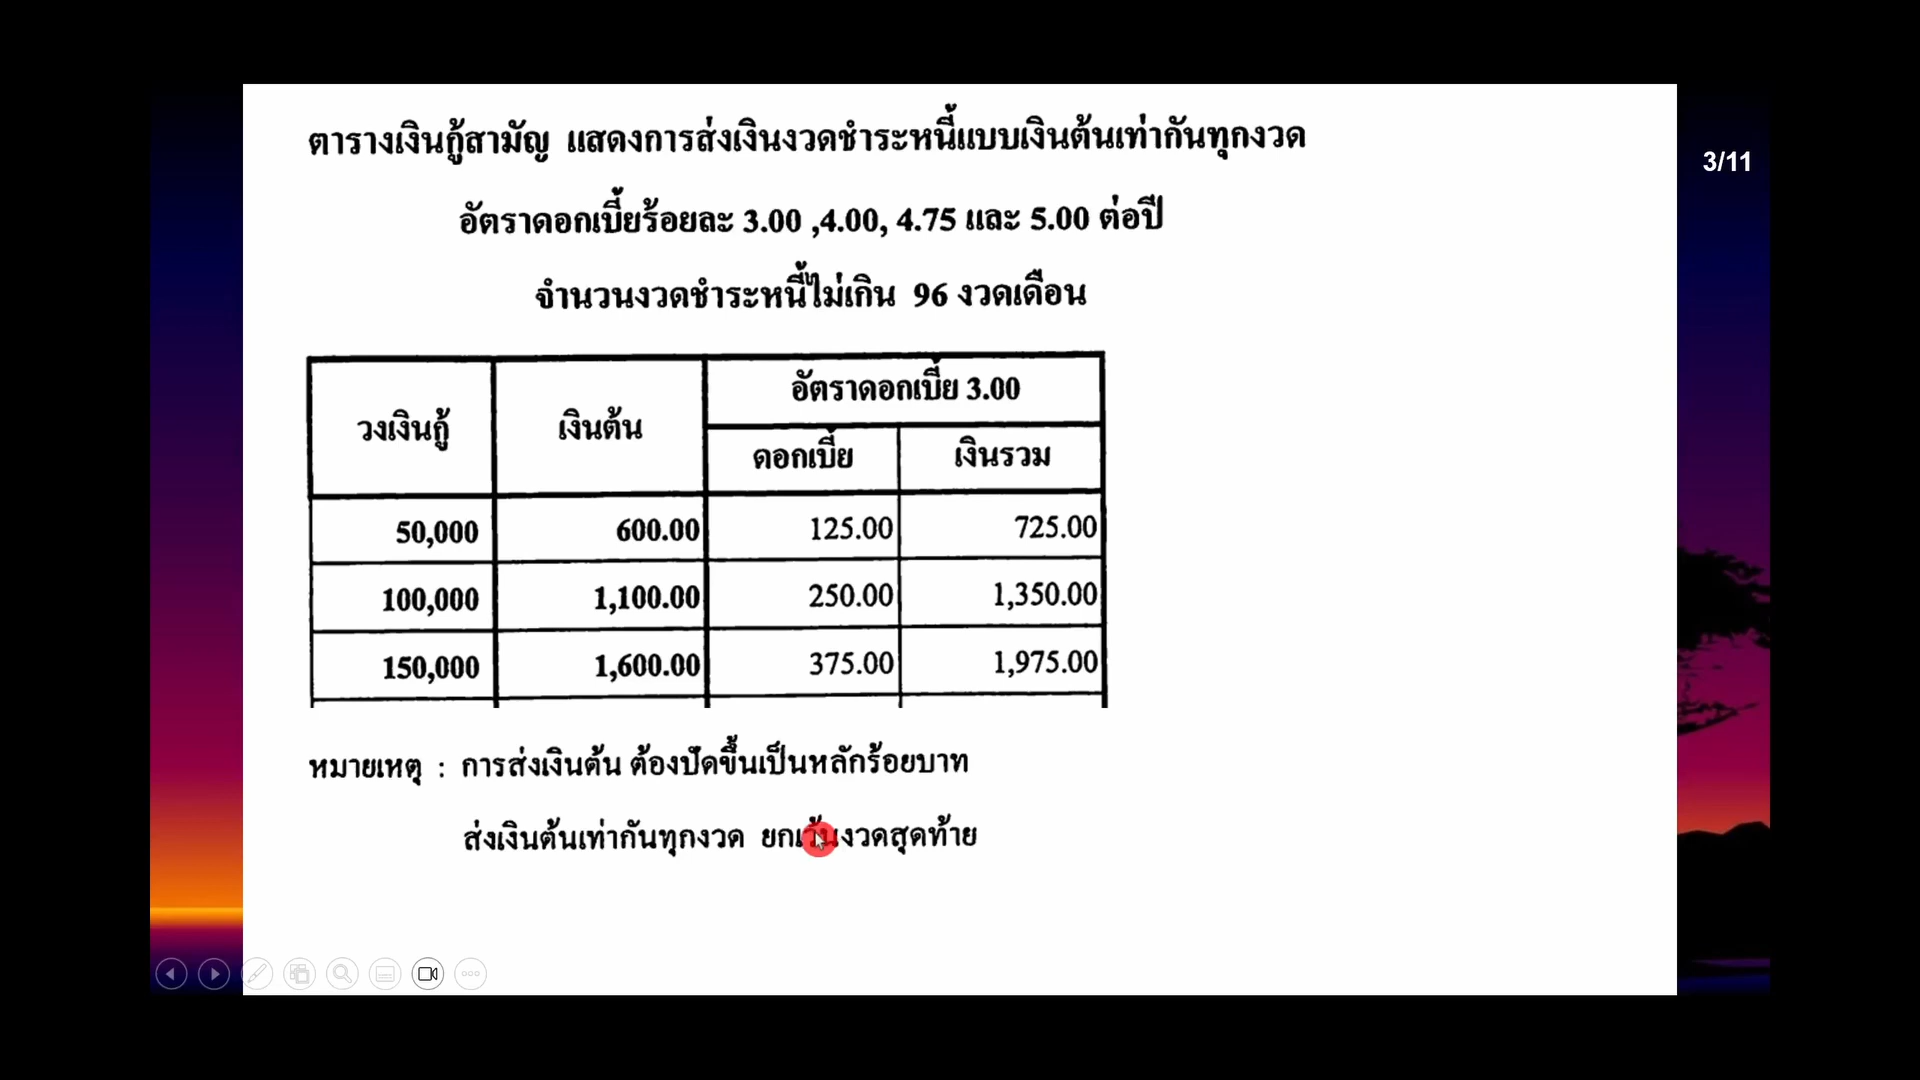 ตารางเงินกู้สามัญ แสดงการส่งเงินงวดชำระหนี้แบบเงินต้นเท่ากันทุกงวด
3/11
อัตราดอกเบี้ยร้อยละ 3.00 ,4.00, 4.75 และ 5.00 ต่อปี
จำนวนงวดชำระหนี้ไม่เกิน 96 งวดเดือน
วงเงินกู้ เงินต้น อัตราดอกเบี้ย 3.00
ดอกเบี้ย เงินรวม
50,000 600.00 125.00 725.00
100,000 1,100.00 250.00 1,350.00
150,000 1,600.00 375.00 1,975.00
หมายเหตุ : การส่งเงินต้น ต้องปัดขึ้นเป็นหลักร้อยบาท
ส่งเงินต้นเท่ากันทุกงวด ยกเว้นงวดสุดท้าย